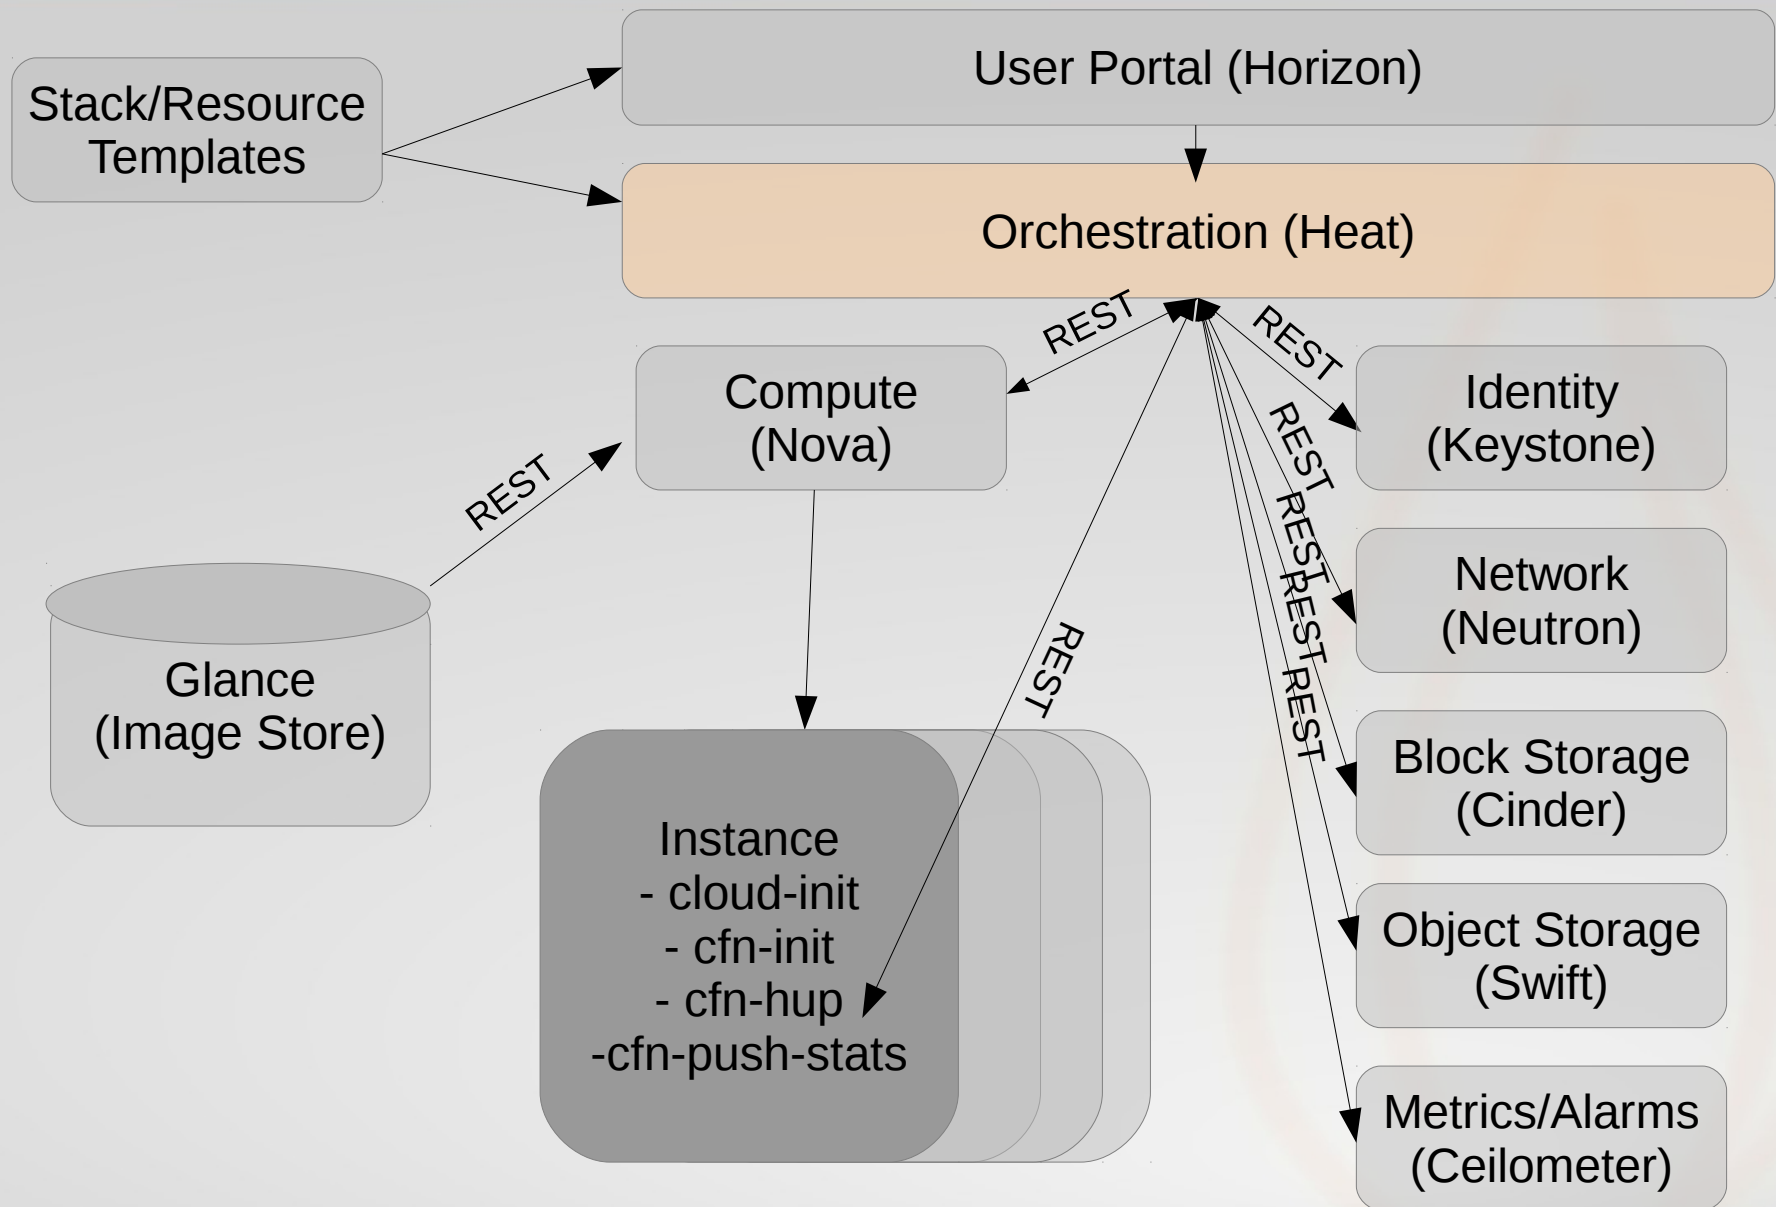 User Portal (Horizon)
Stack/Resource
Templates
Orchestration (Heat)
REST
REST
Compute
(Nova)
Identity
(Keystone)
REST
REST
REST
REST
REST
REST
Network
(Neutron)
Glance
(Image Store)
REST
Block Storage
(Cinder)
Instance
- cloud-init
- cfn-init
- cfn-hup
-cfn-push-stats
Object Storage
(Swift)
Metrics/Alarms
(Ceilometer)